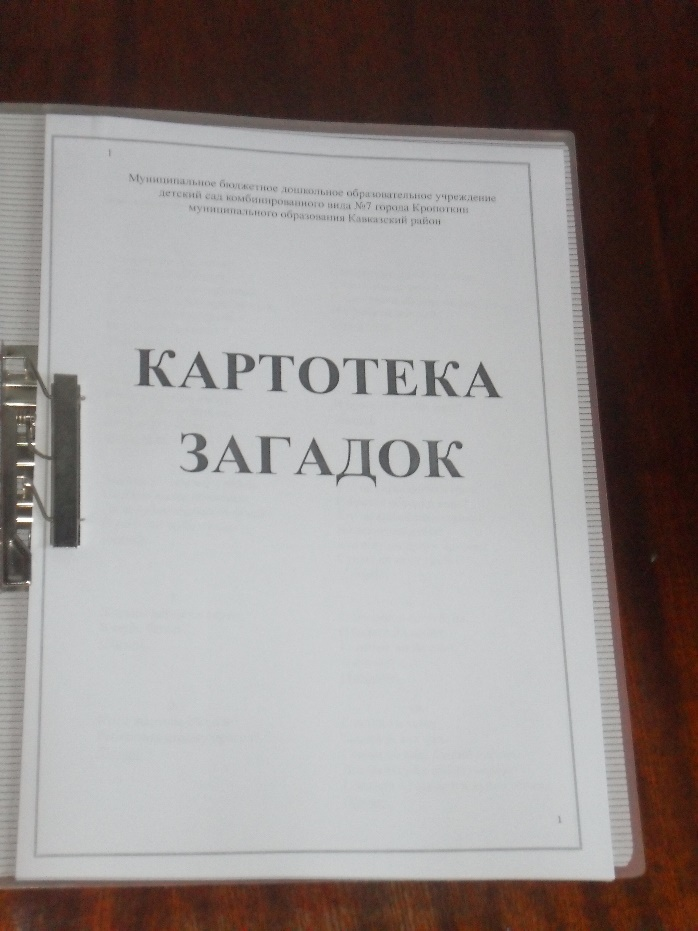 1
Муниципальное бюджетное дошкольное образовательное учреждение
детский сад комбинированного вида №7 города Кропоткин
муниципального образования Кавказский район
КАРТОТЕКА
ЗАГАДОК
1